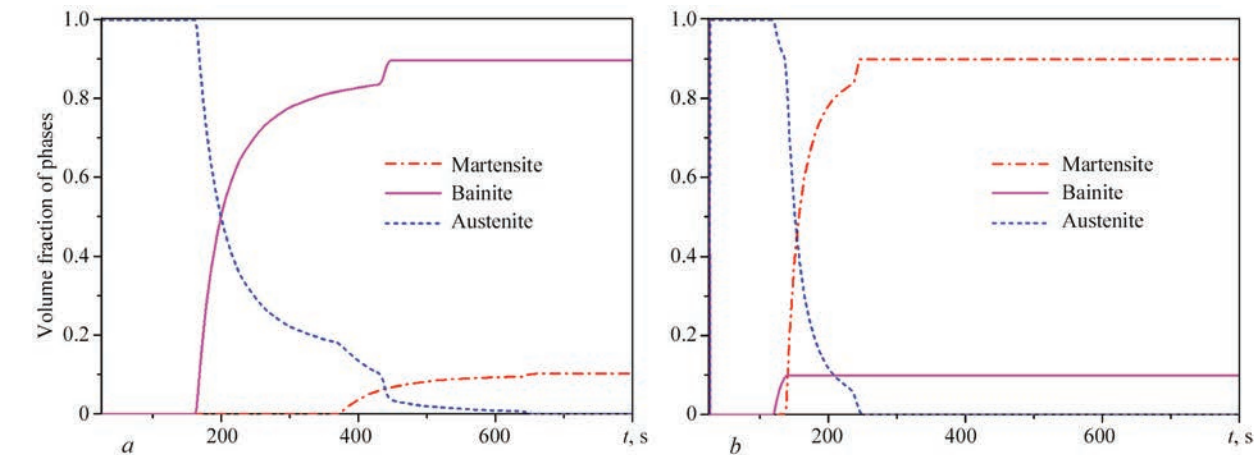 Volume fraction of phases
1.0
0.8
0.6
0.4
0.2
0
Martensite
Bainite
Austenite
200
400
600
t, s
a
1.0
0.8
0.6
0.4
0.2
0
Martensite
Bainite
Austenite
200
400
600
t, s
b